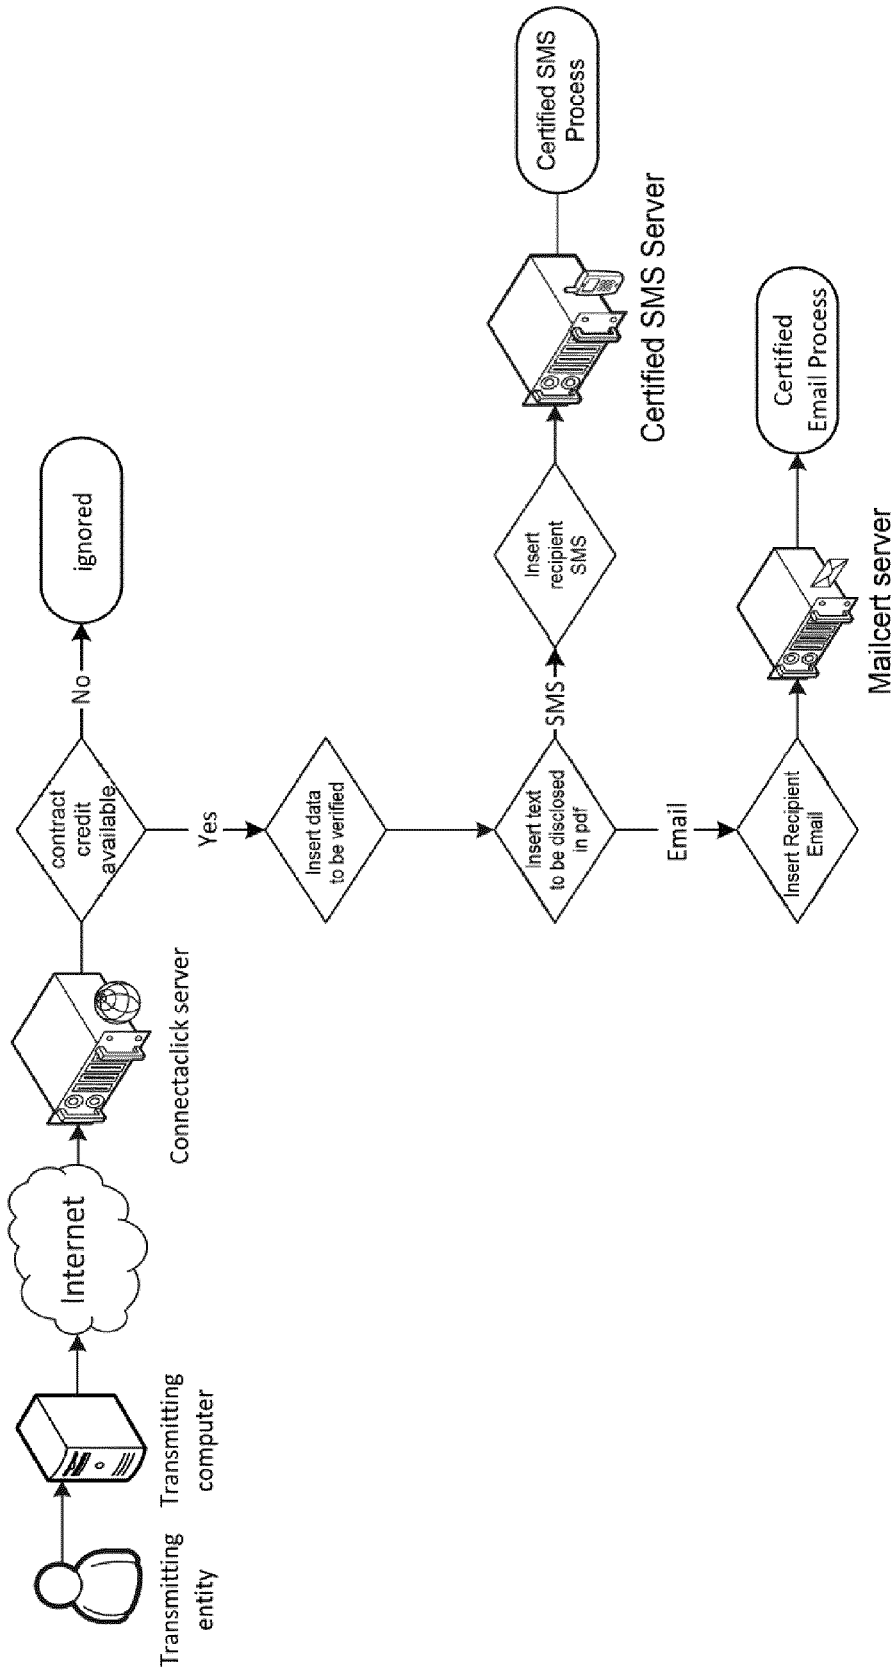 Transmitting
entity
Transmitting
computer
Internet
Connectaclick server
contract
credit
available
No
ignored
Yes
Insert data
to be verified
Insert text
to be disclosed
in pdf
SMS
Insert
recipient
SMS
Certified SMS Server
Certified SMS
Process
Email
Insert Recipient
Email
Mailcert server
Certified
Email Process